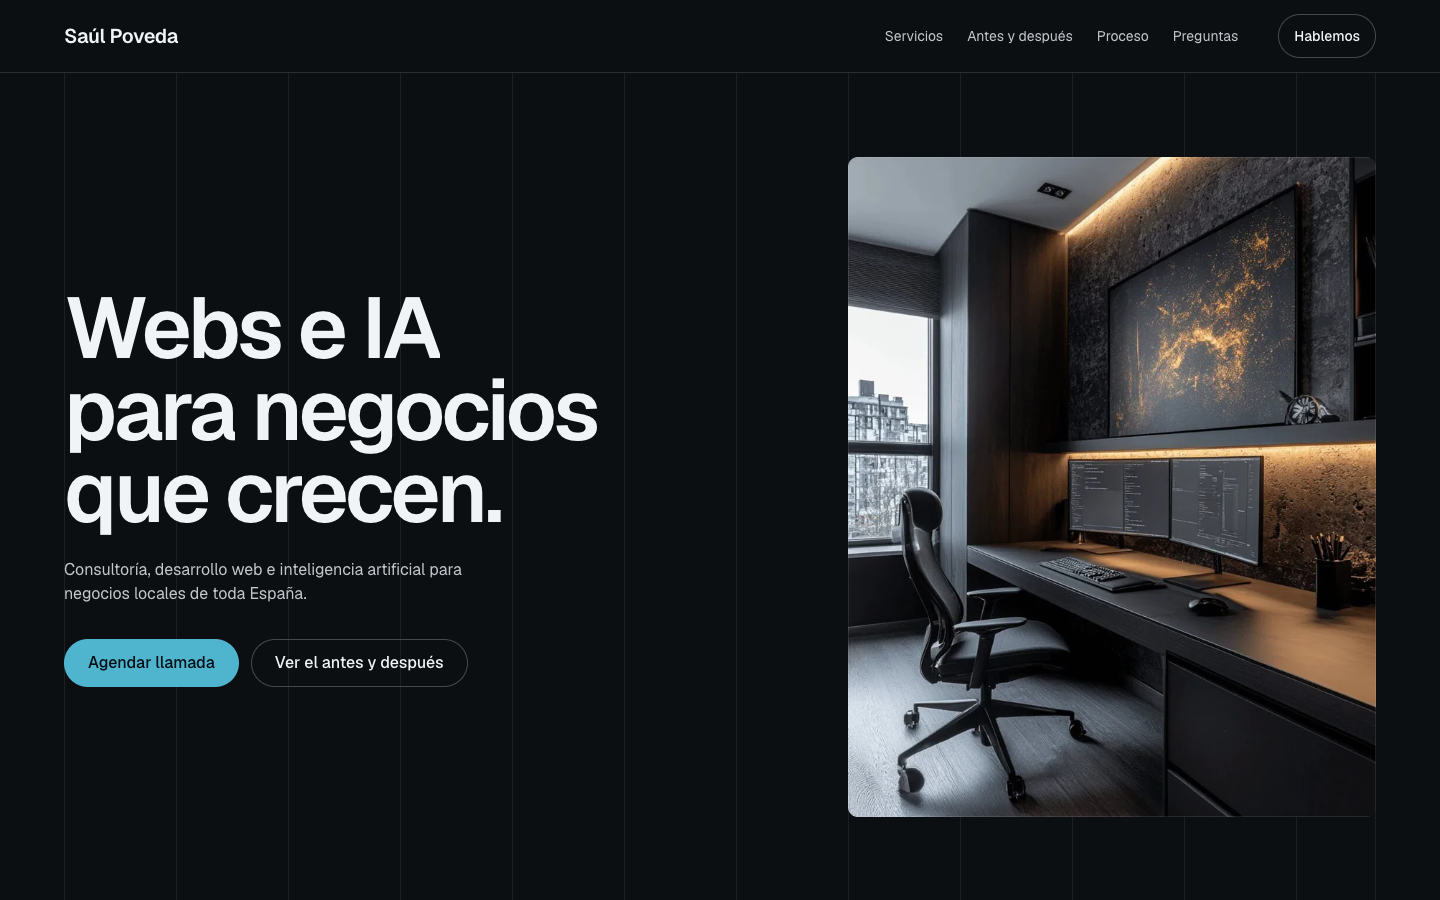 Saúl Poveda
Servicios
Antes y después
Proceso
Preguntas
Hablemos
Webs e IA
para negocios
que crecen.
Consultoría, desarrollo web e inteligencia artificial para
negocios locales de toda España.
Agendar llamada
Ver el antes y después